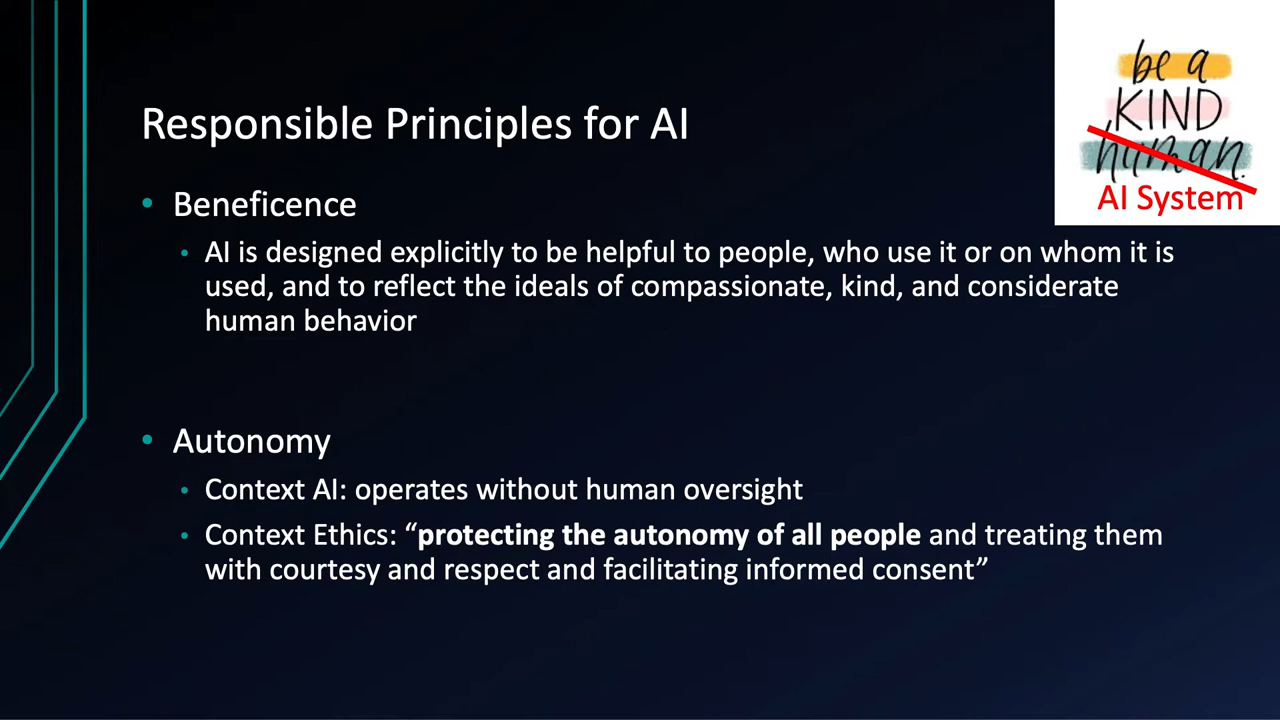 be a
KIND
human.
AI System
Responsible Principles for AI
• Beneficence
• AI is designed explicitly to be helpful to people, who use it or on whom it is
used, and to reflect the ideals of compassionate, kind, and considerate
human behavior
• Autonomy
• Context AI: operates without human oversight
• Context Ethics: “protecting the autonomy of all people and treating them
with courtesy and respect and facilitating informed consent”